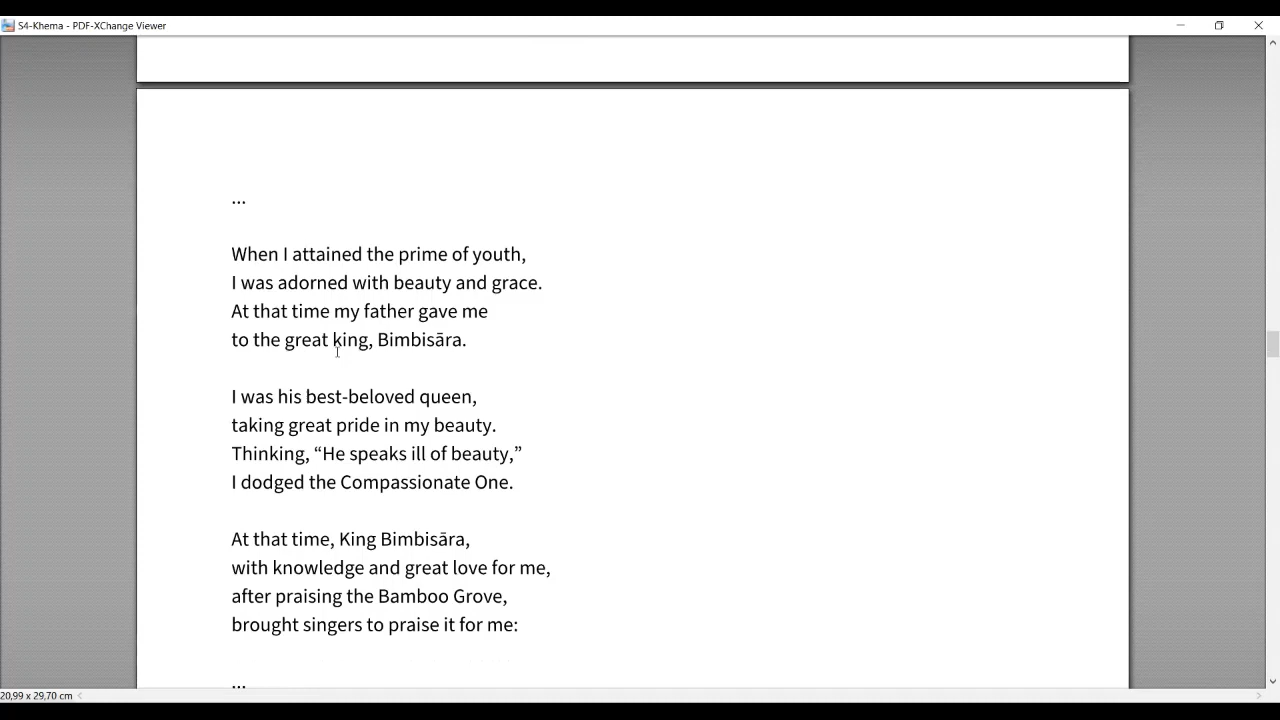 S4-Khema - PDF-XChange Viewer
...
When I attained the prime of youth,
I was adorned with beauty and grace.
At that time my father gave me
to the great king, Bimbisāra.
I was his best-beloved queen,
taking great pride in my beauty.
Thinking, “He speaks ill of beauty,”
I dodged the Compassionate One.
At that time, King Bimbisāra,
with knowledge and great love for me,
after praising the Bamboo Grove,
brought singers to praise it for me:
...
20,99 x 29,70 cm